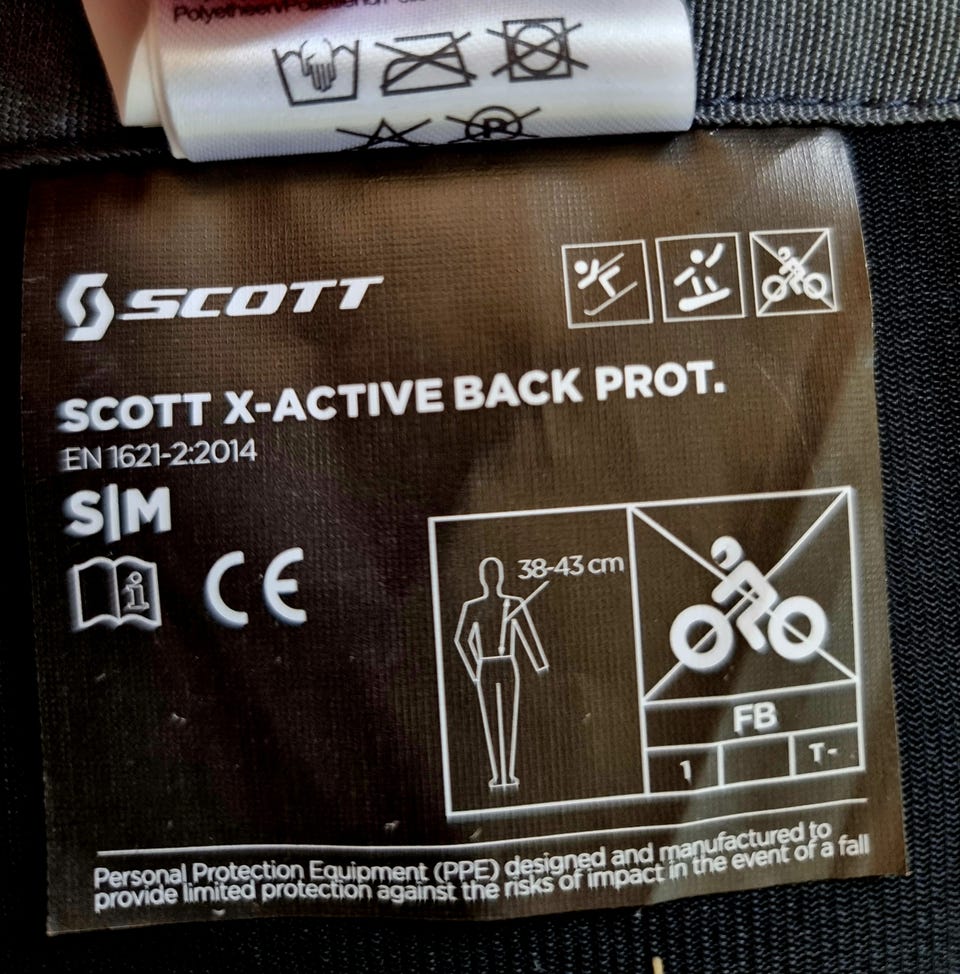 SCOTT
SCOTT X-ACTIVE BACK PROT.
EN 1621-2:2014
S|M
CE
38-43 cm
FB
1
T-
Personal Protection Equipment (PPE) designed and manufactured to
provide limited protection against the risks of impact in the event of a fall